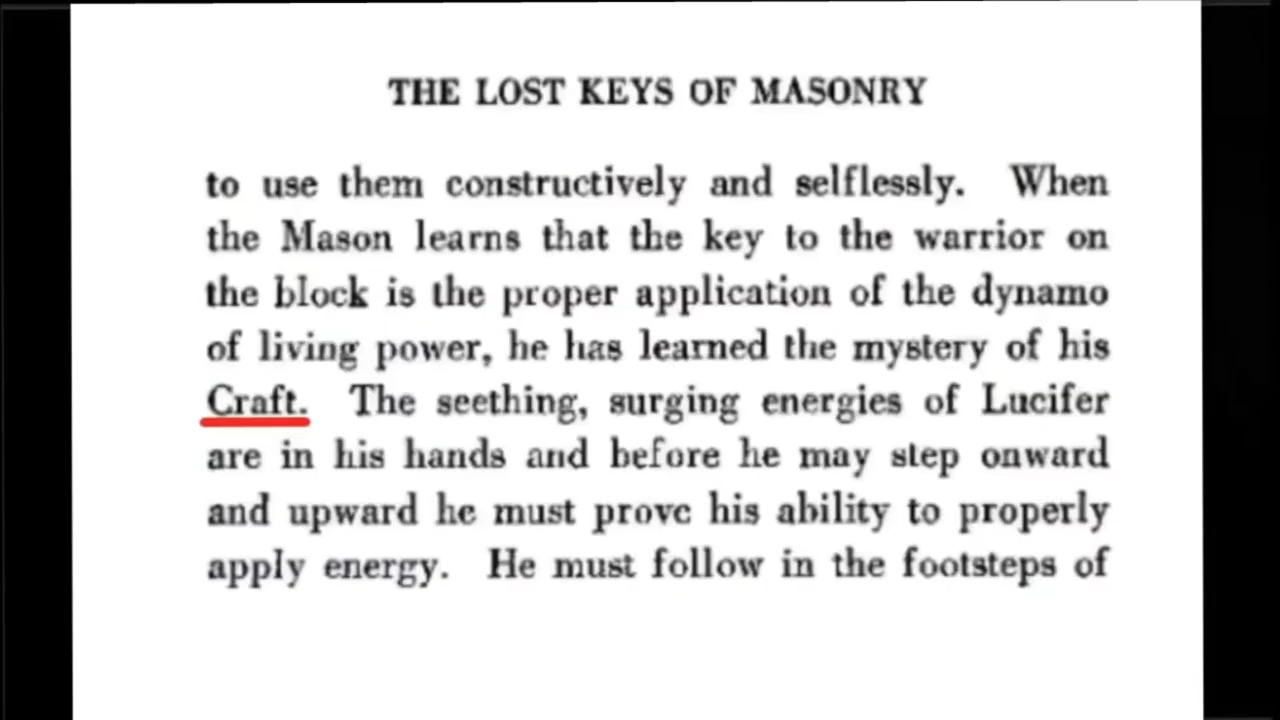 THE LOST KEYS OF MASONRY
to use them constructively and selflessly. When
the Mason learns that the key to the warrior on
the block is the proper application of the dynamo
of living power, he has learned the mystery of his
Craft. The seething, surging energies of Lucifer
are in his hands and before he may step onward
and upward he must prove his ability to properly
apply energy. He must follow in the footsteps of